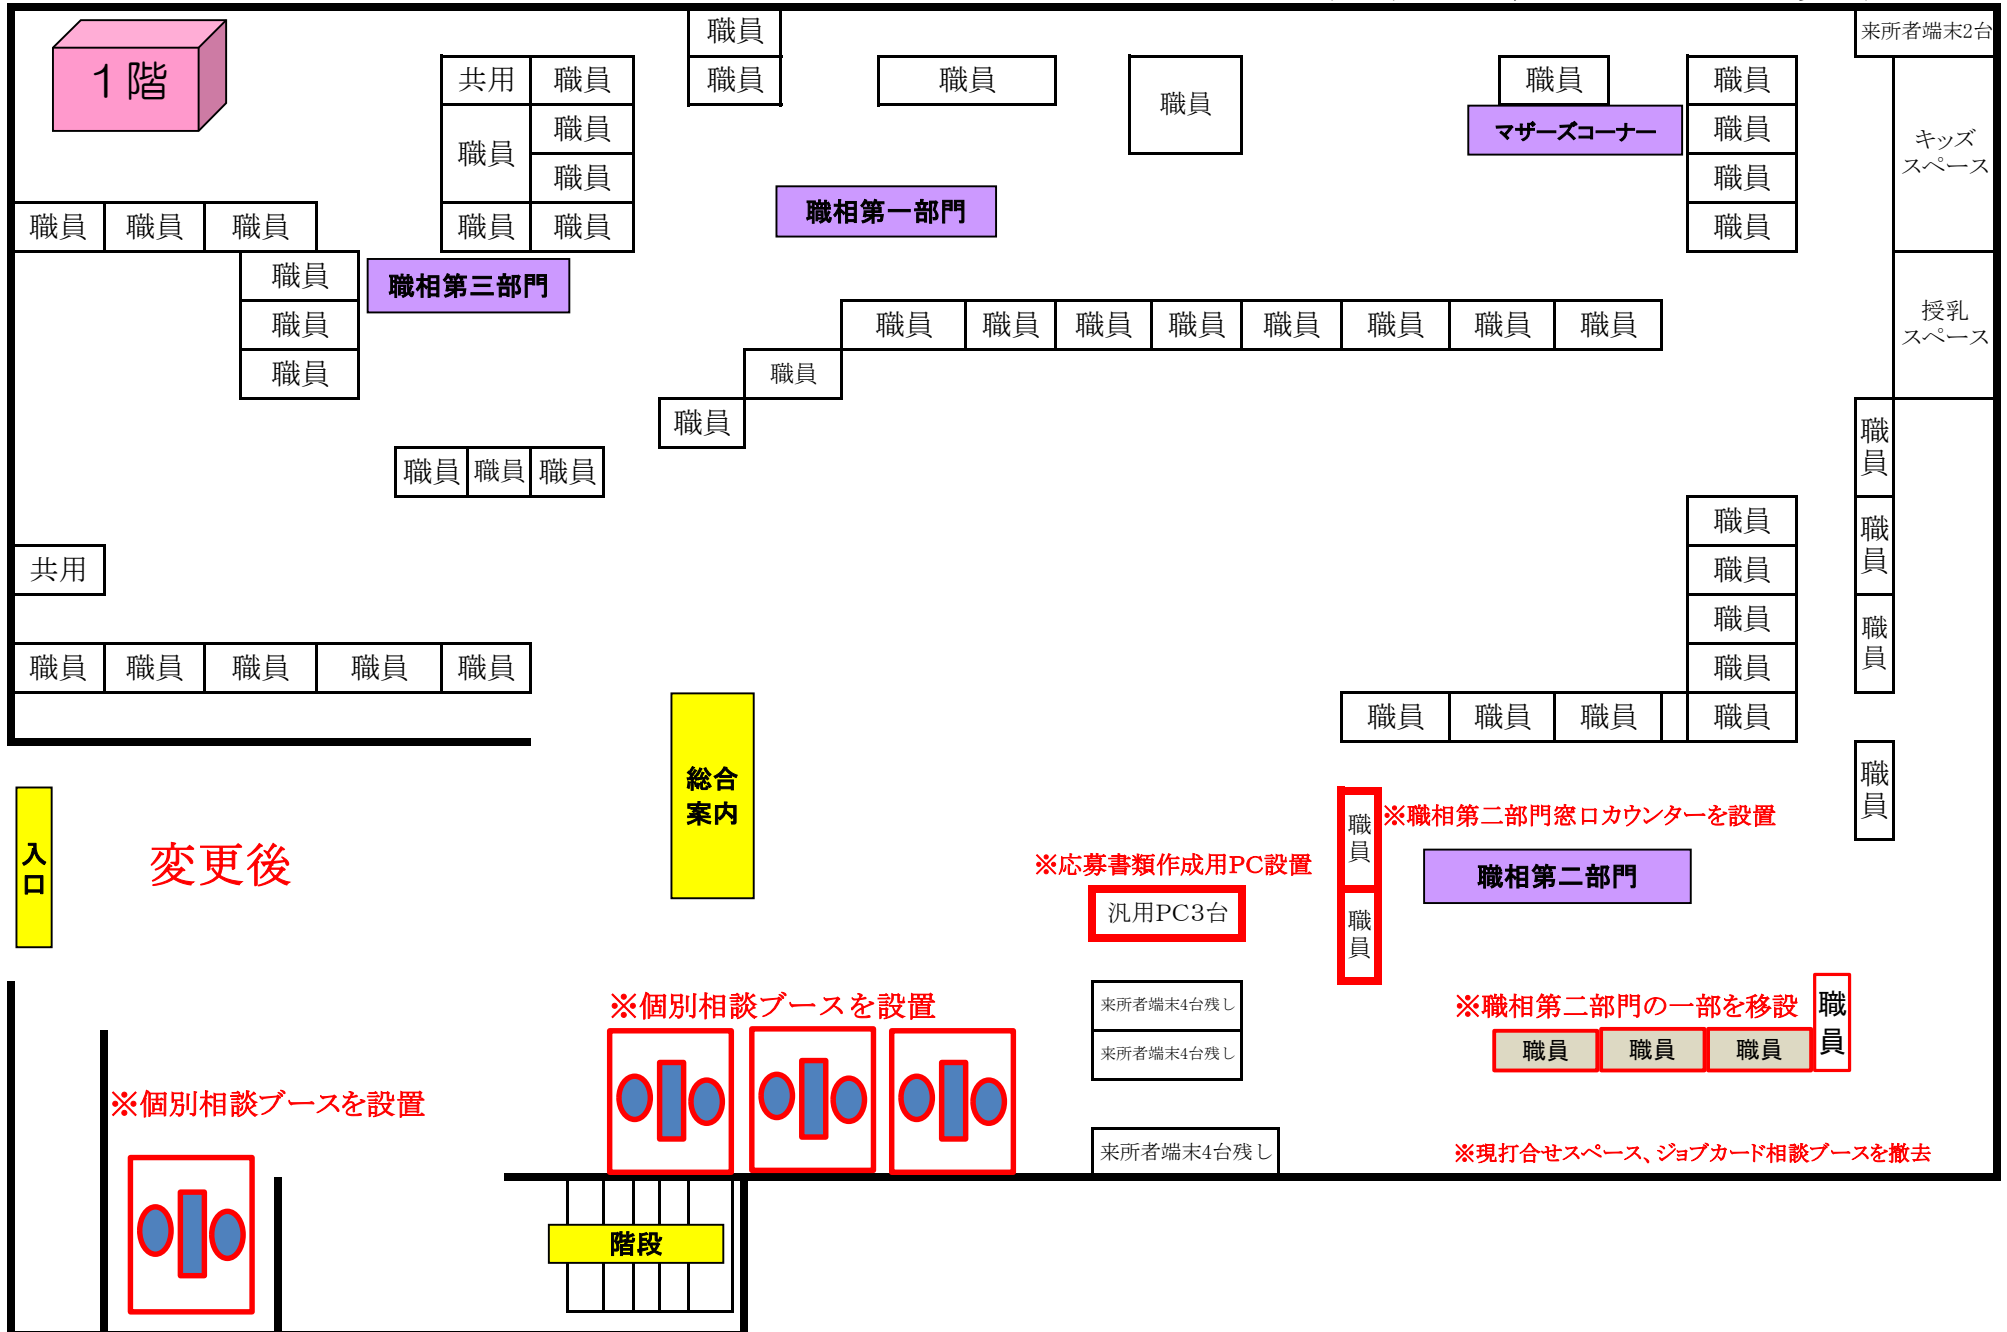 職員
来所者端末2台
1階
共用 職員
職員
職員
職員
職員
職員
職員
職員
マザーズコーナー
職員
キッズ
スペース
職員
職員
職員
職員
職員
職相第一部門
職員 職員 職員
職員 職員
職員
職員
職相第三部門
職員
授乳
スペース
職員 職員 職員 職員 職員 職員 職員 職員
職員
職員
職員
職員
職員
職員 職員 職員
職員
職員
職員
共用
職員
職員
職員
職員 職員 職員 職員 職員
職員
職員 職員 職員 職員
総合
案内
職員
入口
変更後
職員
※職相第二部門窓口カウンターを設置
※応募書類作成用PC設置
職相第二部門
汎用PC3台
職員
※個別相談ブースを設置
来所者端末4台残し
※職相第二部門の一部を移設
職員
来所者端末4台残し
職員 職員 職員
※個別相談ブースを設置
来所者端末4台残し
※現打合せスペース、ジョブカード相談ブースを撤去
階段